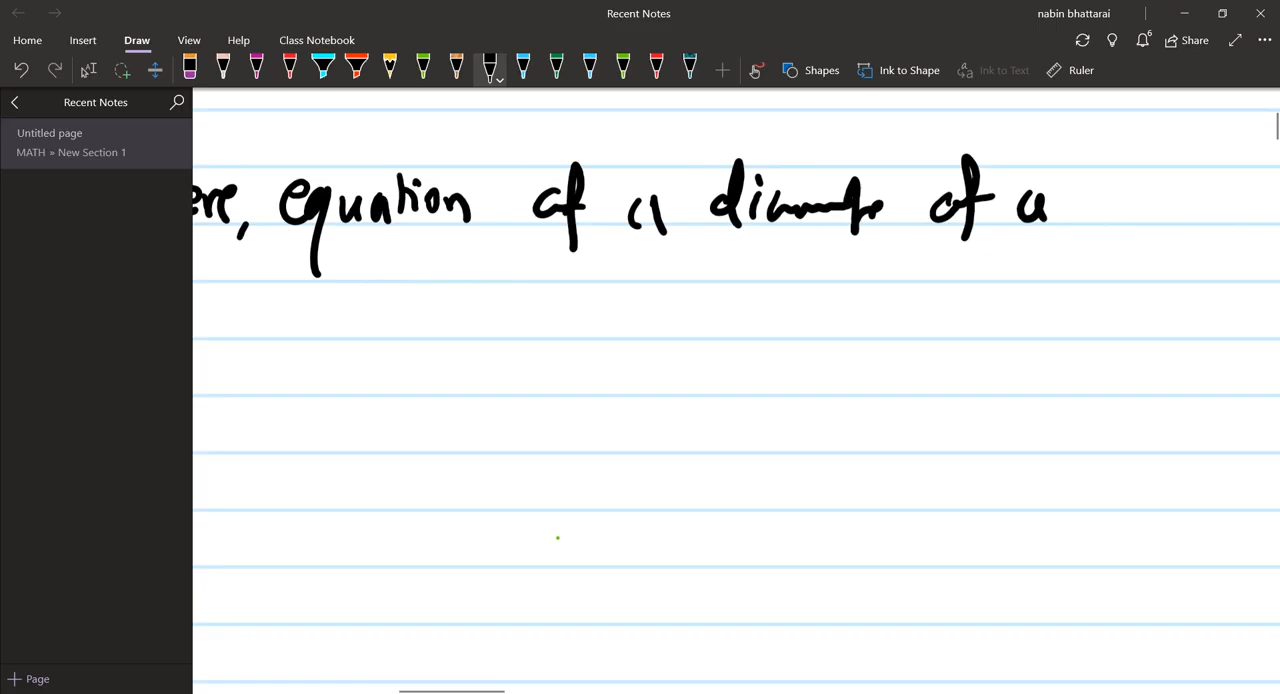 Recent Notes
nabin bhattarai
Home Insert Draw View Help Class Notebook
6 Share
Shapes Ink to Shape Ink to Text Ruler
Recent Notes
Untitled page
MATH » New Section 1
ere, equation of a of a
Page